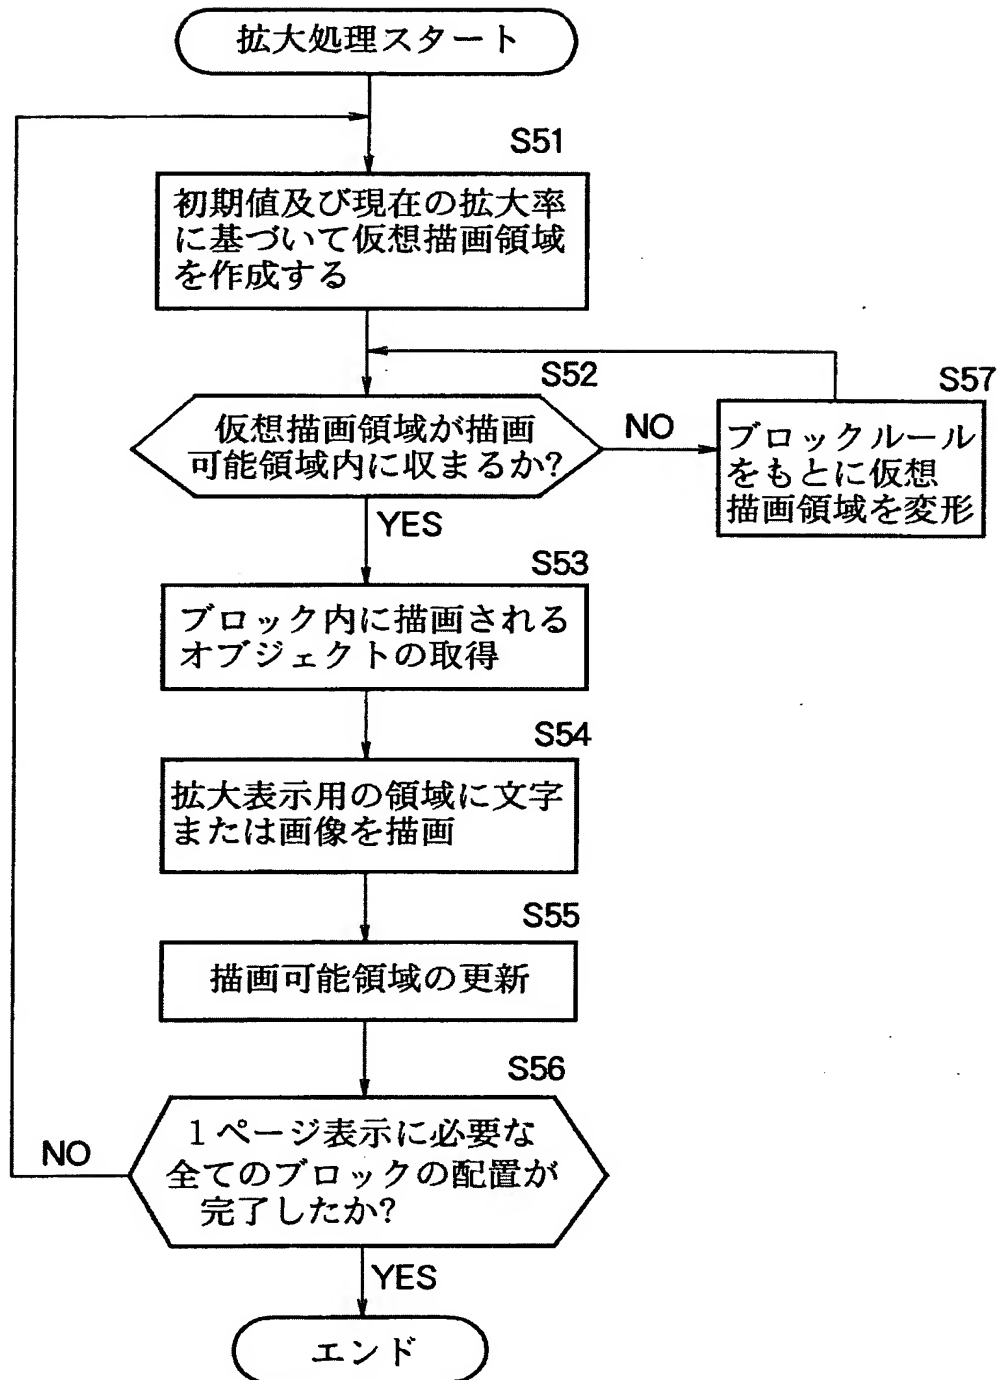 拡大処理スタート
S51
初期値及び現在の拡大率
に基づいて仮想描画領域
を作成する
S52
仮想描画領域が描画
可能領域内に収まるか?
NO
S57
ブロックルール
をもとに仮想
描画領域を変形
YES
S53
ブロック内に描画される
オブジェクトの取得
S54
拡大表示用の領域に文字
または画像を描画
S55
描画可能領域の更新
S56
1ページ表示に必要な
全てのブロックの配置が
完了したか?
NO
YES
エンド